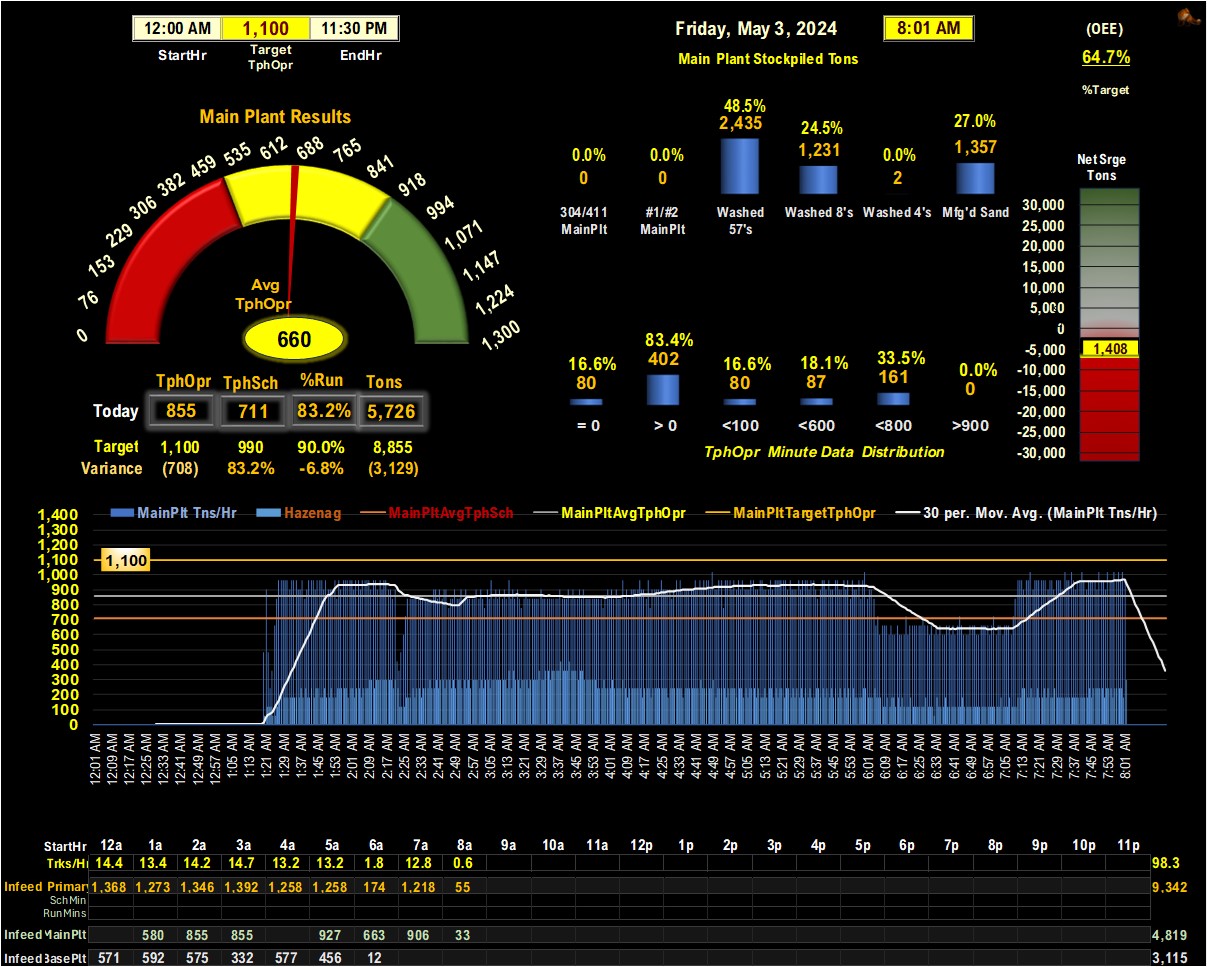 12:00 AM 1,100 11:30 PM
StartHr Target TphOpr EndHr
Friday, May 3, 2024 8:01 AM
Main Plant Stockpiled Tons
(OEE)
64.7%
%Target
Main Plant Results
0 76 153 229 306 382 459 535 612 688 765 841 918 994 1,071 1,147 1,224 1,300
Avg
TphOpr
660
48.5% 24.5% 27.0%
0.0% 0.0% 2,435 1,231 0.0% 1,357
0 0 2
304/411 #1/#2 Washed Washed 8's Washed 4's Mfg'd Sand
MainPlt MainPlt 57's
Net Srge
Tons
30,000
25,000
20,000
15,000
10,000
5,000
0
-5,000 1,408
-10,000
-15,000
-20,000
-25,000
-30,000
16.6% 83.4% 16.6% 18.1% 33.5% 0.0%
80 402 80 87 161 0
= 0 > 0 <100 <600 <800 >900
TphOpr Minute Data Distribution
TphOpr TphSch %Run Tons
Today 855 711 83.2% 5,726
Target 1,100 990 90.0% 8,855
Variance (708) 83.2% -6.8% (3,129)
MainPlt Tns/Hr Hazenag MainPltAvgTphSch MainPltAvgTphOpr MainPltTargetTphOpr 30 per. Mov. Avg. (MainPlt Tns/Hr)
1,400
1,300
1,200
1,100 1,100
1,000
900
800
700
600
500
400
300
200
100
0
12:01 AM 12:09 AM 12:17 AM 12:25 AM 12:33 AM 12:41 AM 12:49 AM 12:57 AM 1:05 AM 1:13 AM 1:21 AM 1:29 AM 1:37 AM 1:45 AM 1:53 AM 2:01 AM 2:09 AM 2:17 AM 2:25 AM 2:33 AM 2:41 AM 2:49 AM 2:57 AM 3:05 AM 3:13 AM 3:21 AM 3:29 AM 3:37 AM 3:45 AM 3:53 AM 4:01 AM 4:09 AM 4:17 AM 4:25 AM 4:33 AM 4:41 AM 4:49 AM 4:57 AM 5:05 AM 5:13 AM 5:21 AM 5:29 AM 5:37 AM 5:45 AM 5:53 AM 6:01 AM 6:09 AM 6:17 AM 6:25 AM 6:33 AM 6:41 AM 6:49 AM 6:57 AM 7:05 AM 7:13 AM 7:21 AM 7:29 AM 7:37 AM 7:45 AM 7:53 AM 8:01 AM
StartHr 12a 1a 2a 3a 4a 5a 6a 7a 8a 9a 10a 11a 12p 1p 2p 3p 4p 5p 6p 7p 8p 9p 10p 11p
Trks/H 14.4 13.4 14.2 14.7 13.2 13.2 1.8 12.8 0.6 98.3
Infeed Primar 1,368 1,273 1,346 1,392 1,258 1,258 174 1,218 55 9,342
Sch Min
Run Mins
Infeed MainPlt 580 855 855 927 663 906 33 4,819
Infeed BasePlt 571 592 575 332 577 456 12 3,115